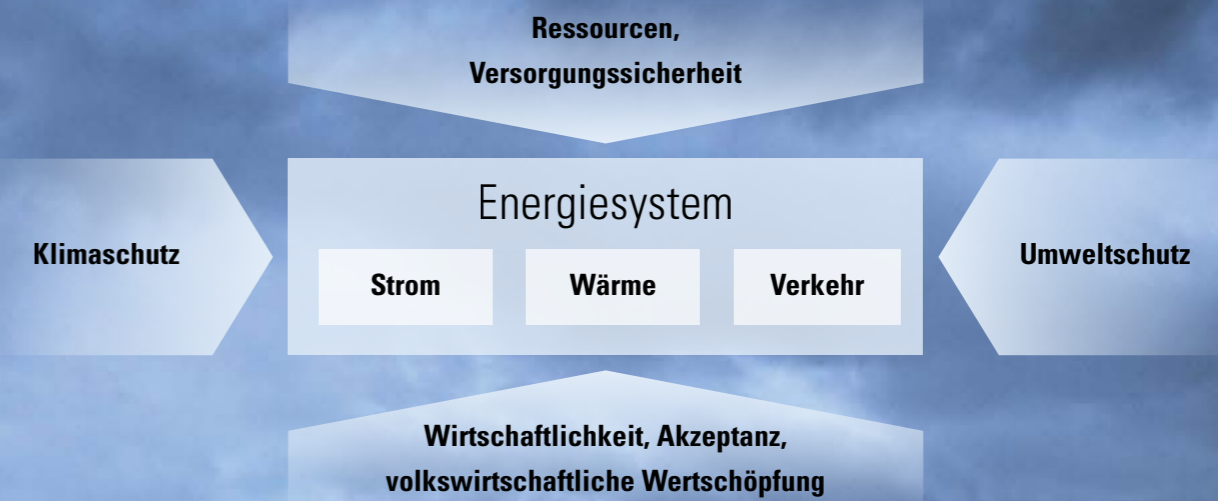 Ressourcen,
Versorgungssicherheit
Energiesystem
Klimaschutz
Strom
Wärme
Verkehr
Umweltschutz
Wirtschaftlichkeit, Akzeptanz,
volkswirtschaftliche Wertschöpfung